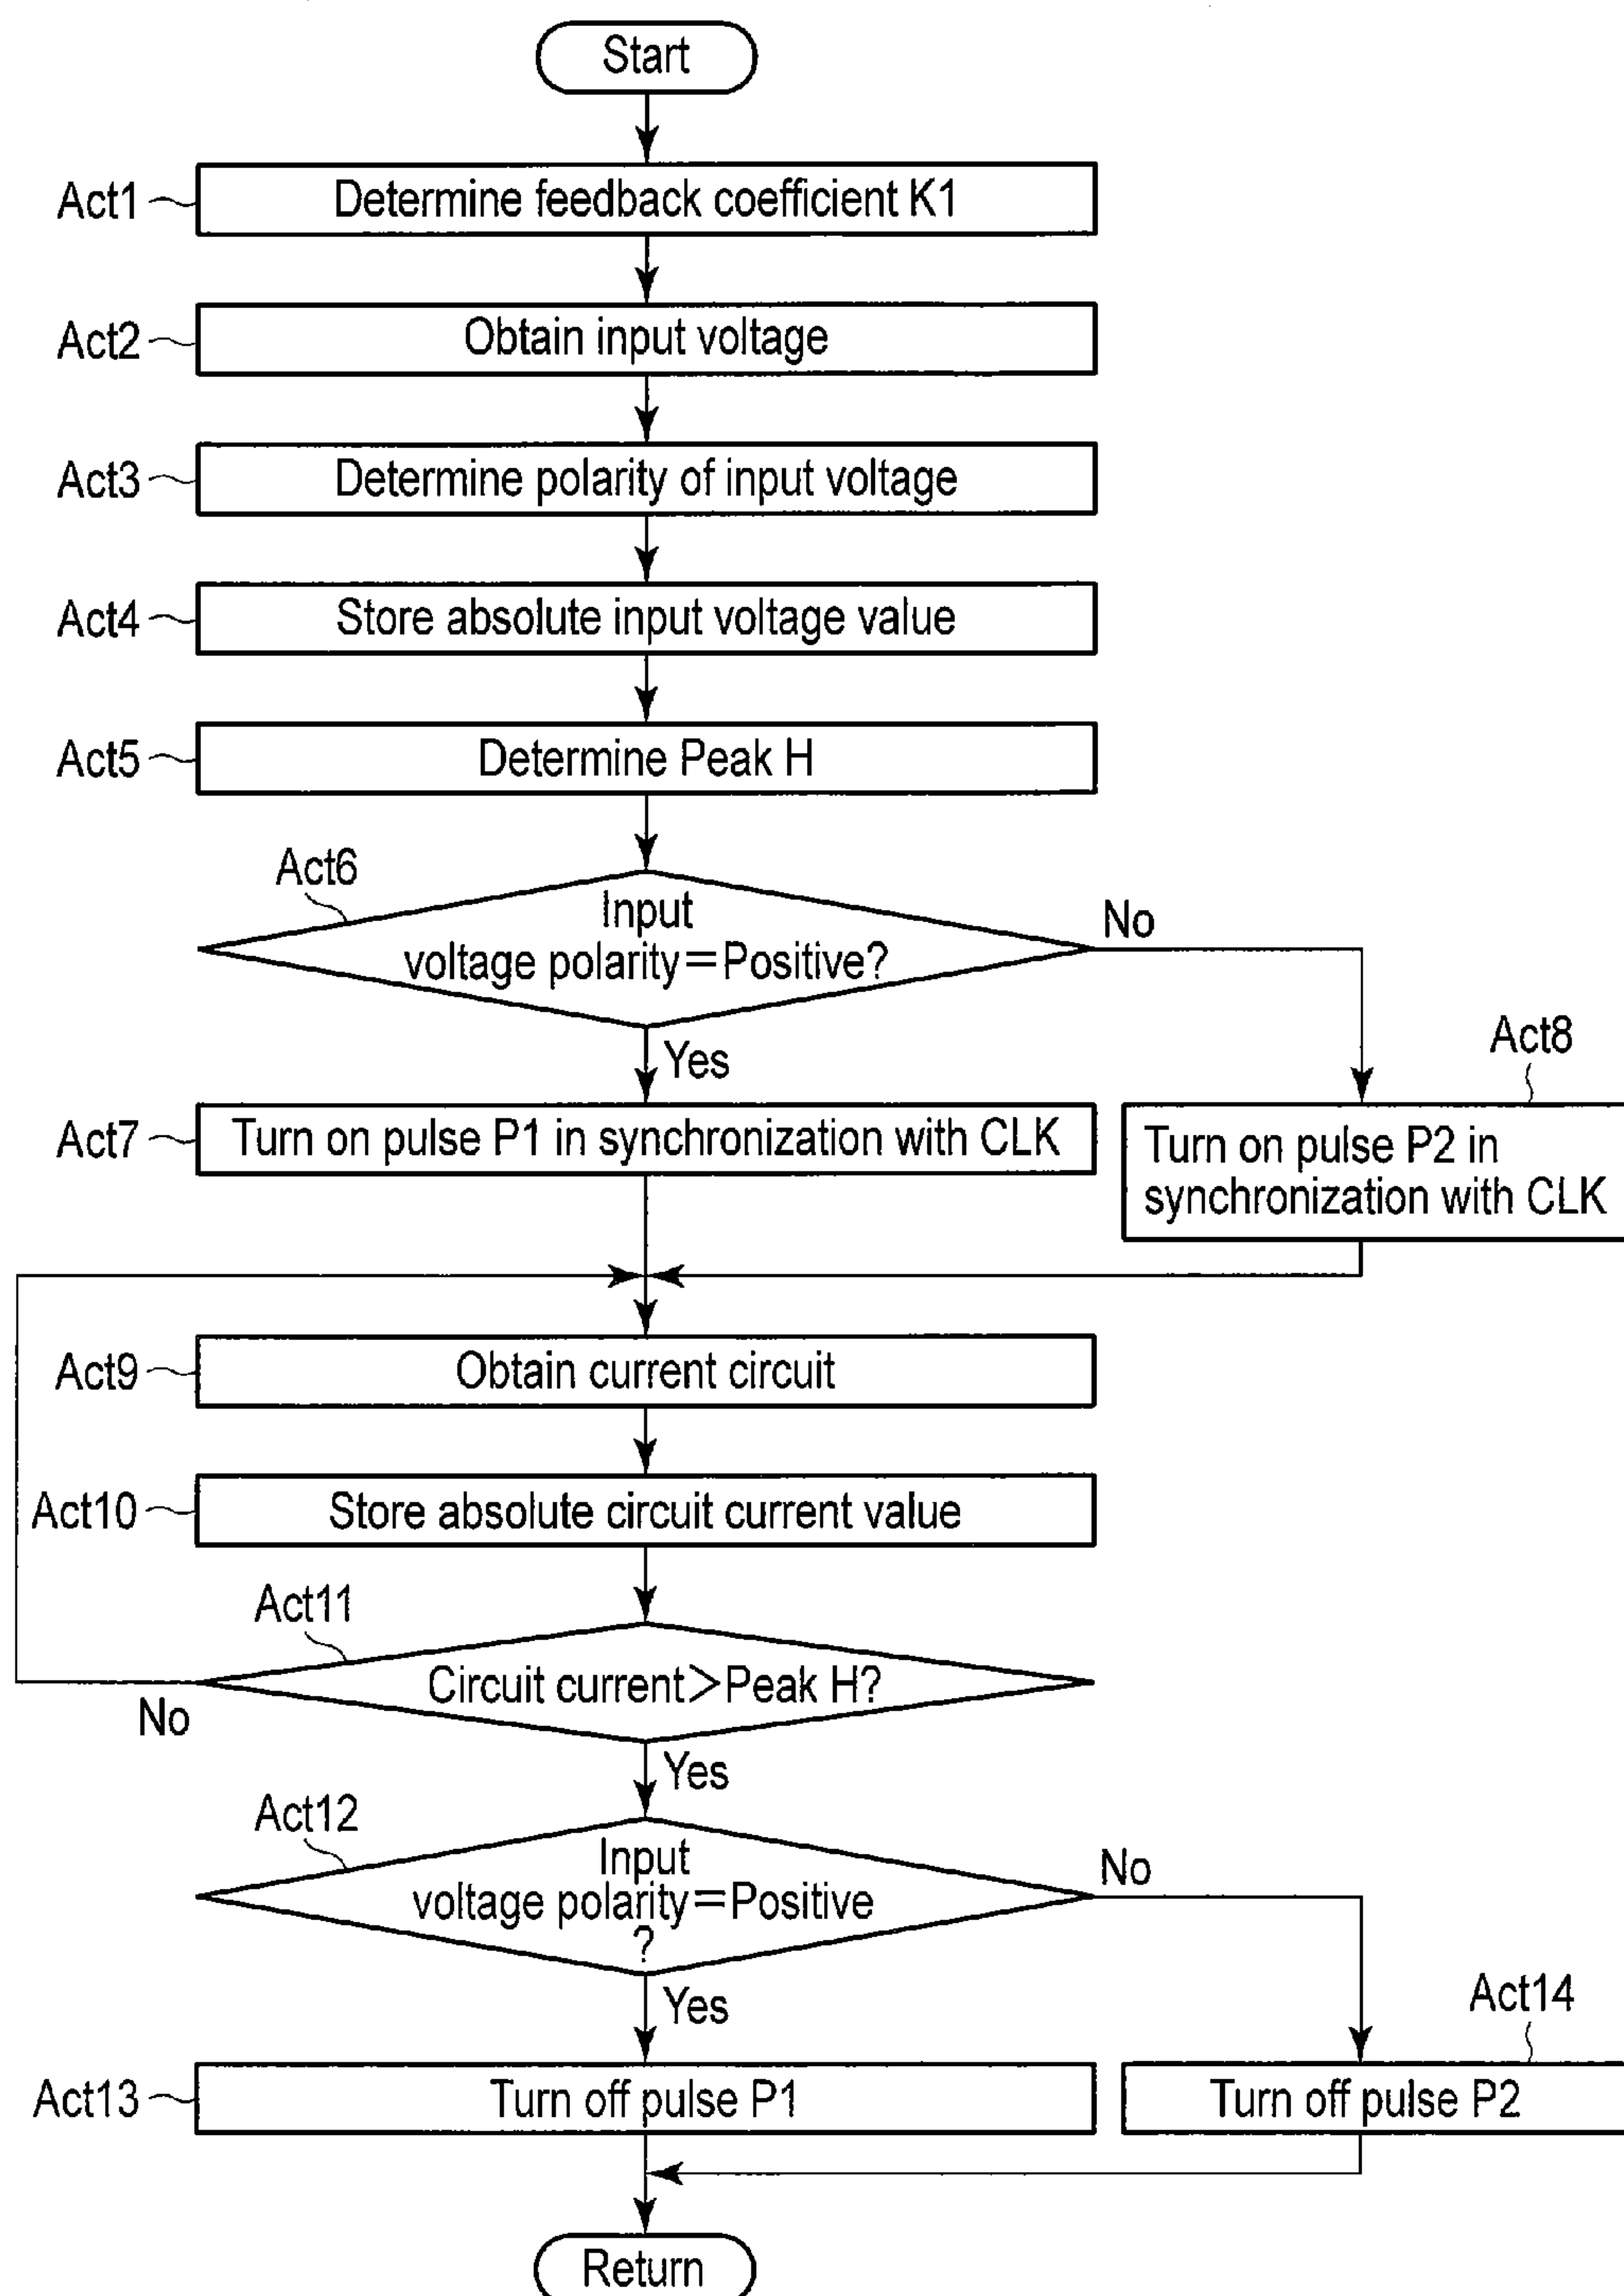 Start
Act1
Determine feedback coefficient K1
Act2
Obtain input voltage
Act3
Determine polarity of input voltage
Act4
Store absolute input voltage value
Act5
Determine Peak H
Act6
Input
voltage polarity=Positive?
No
Yes
Act7
Turn on pulse P1 in synchronization with CLK
Act8
Turn on pulse P2 in
synchronization with CLK
Act9
Obtain current circuit
Act10
Store absolute circuit current value
Act11
Circuit current>Peak H?
No
Yes
Act12
Input
voltage polarity=Positive
?
No
Yes
Act13
Turn off pulse P1
Act14
Turn off pulse P2
Return